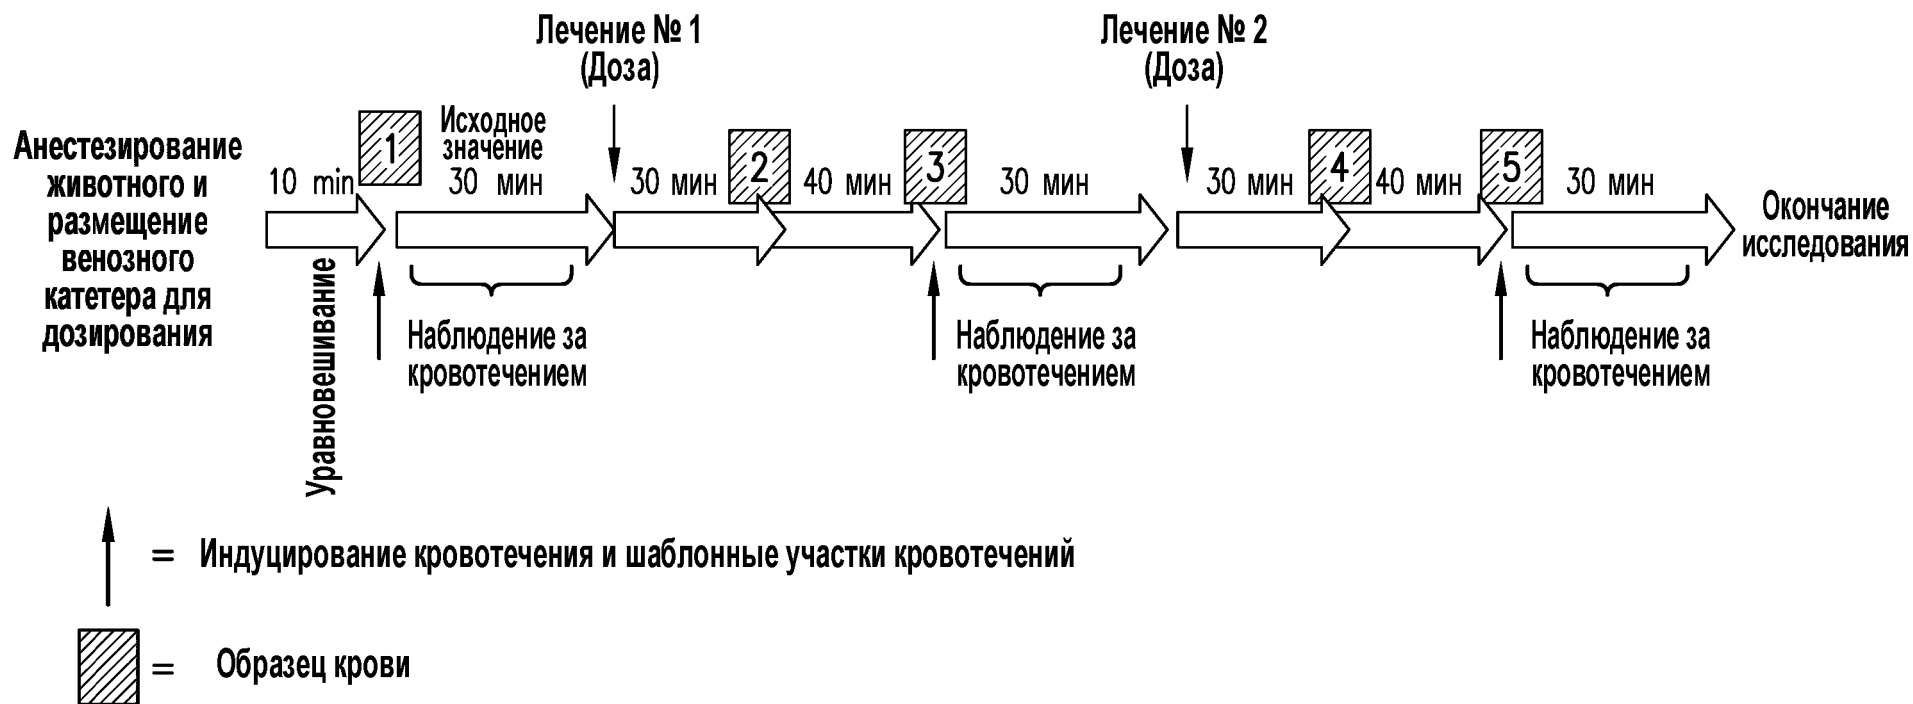 Лечение № 1
(Доза)
Лечение № 2
(Доза)
Анестезирование
животного и
размещение
венозного
катетера для
дозирования
10 min
1
Исходное
значение
30 мин
30 мин
2
40 мин
3
30 мин
30 мин
4
40 мин
5
30 мин
Окончание
исследования
Уравновешивание
Наблюдение за
кровотечением
Наблюдение за
кровотечением
Наблюдение за
кровотечением
= Индуцирование кровотечения и шаблонные участки кровотечений
= Образец крови